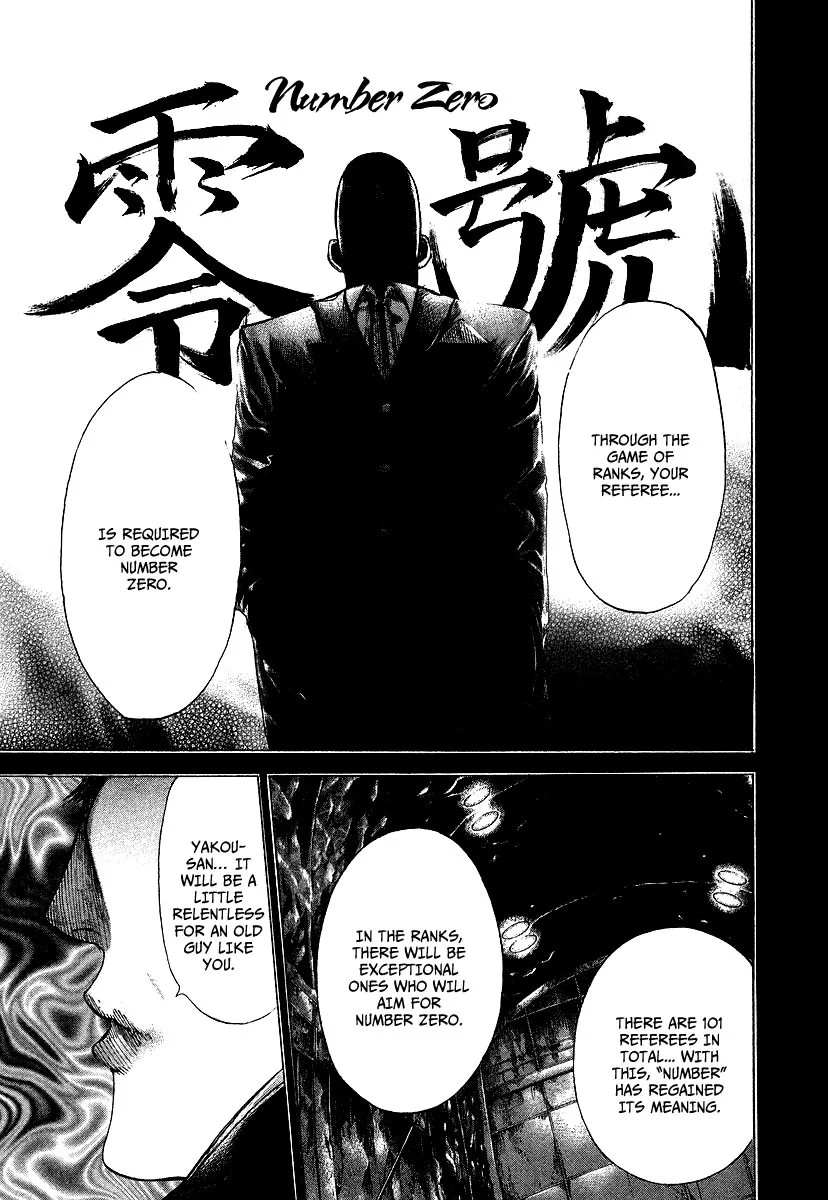 Number Zero
零號
THROUGH THE
GAME OF
RANKS, YOUR
REFEREE...
IS REQUIRED
TO BECOME
NUMBER
ZERO.
THERE ARE 101
REFEREES IN
TOTAL... WITH
THIS, "NUMBER"
HAS REGAINED
ITS MEANING.
IN THE RANKS,
THERE WILL BE
EXCEPTIONAL
ONES WHO WILL
AIM FOR
NUMBER ZERO.
YAKOU-
SAN... IT
WILL BE A
LITTLE
RELENTLESS
FOR AN OLD
GUY LIKE
YOU.